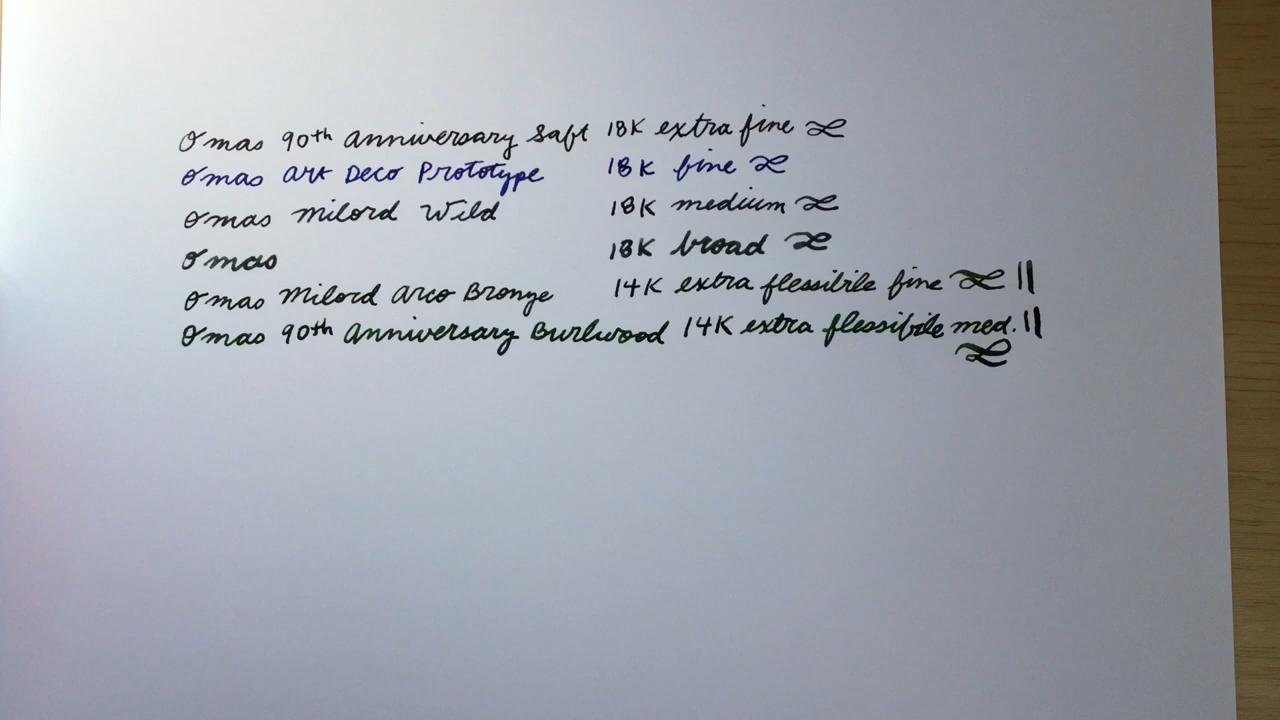 Omas 90th Anniversary Saft 18K extra fine
Omas Art Deco Prototype 18K fine
Omas Milord Wild 18K medium
Omas 18K broad
Omas Milord Arco Bronze 14K extra flessibile fine
Omas 90th Anniversary Burlwood 14K extra flessibile med.